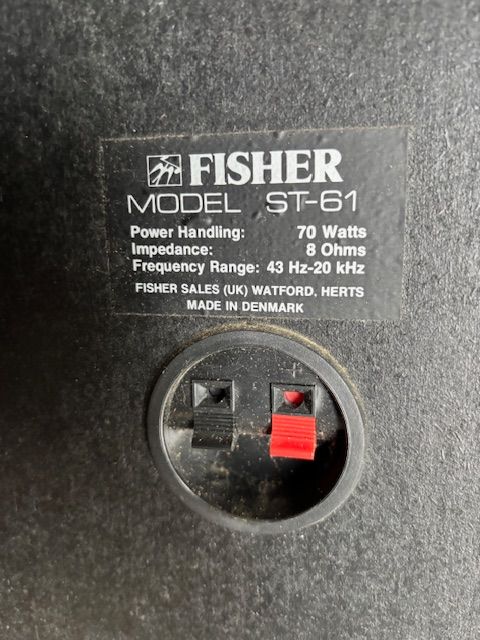 FISHER
MODEL ST-61
Power Handling: 70 Watts
Impedance: 8 Ohms
Frequency Range: 43 Hz-20 kHz
FISHER SALES (UK) WATFORD, HERTS
MADE IN DENMARK
- +